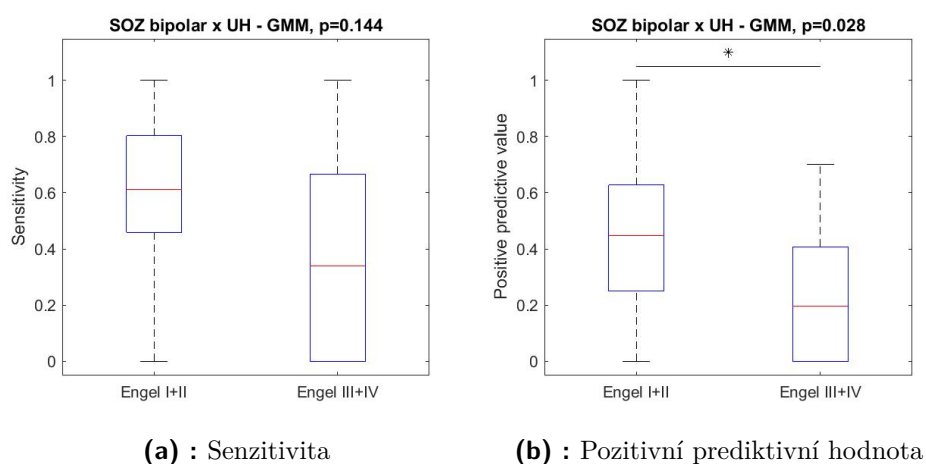 SOZ bipolar x UH - GMM, p=0.144
Sensitivity
1
0.8
0.6
0.4
0.2
0
Engel I+II
Engel III+IV
(a) : Senzitivita
SOZ bipolar x UH - GMM, p=0.028
*
Positive predictive value
1
0.8
0.6
0.4
0.2
0
Engel I+II
Engel III+IV
(b) : Pozitivní prediktivní hodnota